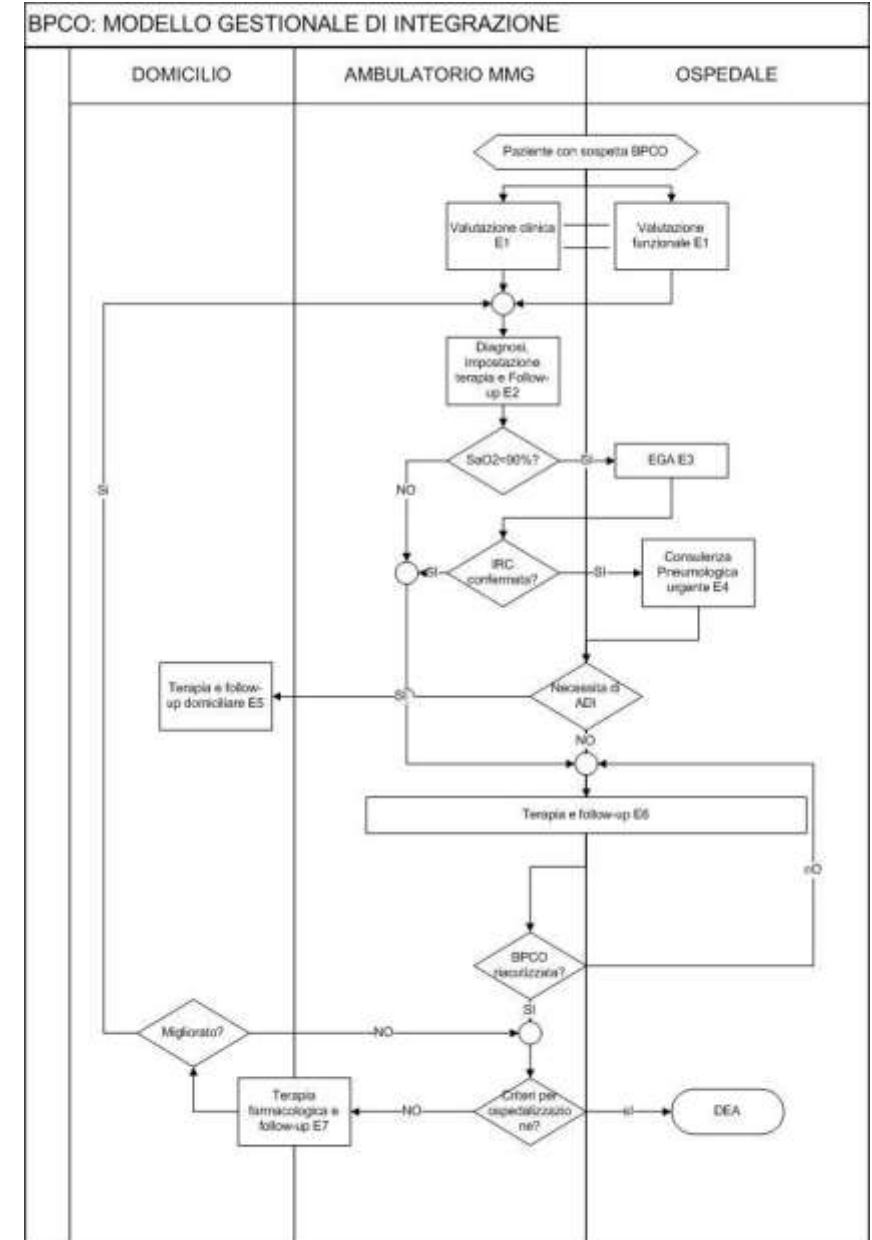 BPCO: MODELLO GESTIONALE DI INTEGRAZIONE
DOMICILIO
AMBULATORIO MMG
OSPEDALE
Paziente con sospetta BPCO
Valutazione clinica
E1
Valutazione
funzionale E1
Diagnosi,
impostazione
terapia e Follow-
up E2
SaO2<90%?
SI
EGA E3
NO
Si
IRC
confermata?
SI
SI
Consulenza
Pneumologica
urgente E4
Necessita di
ADI
SI
Terapia e follow-
up domiciliare E5
NO
Terapia e follow-up E6
nO
BPCO
riacutizzata?
SI
Migliorato?
NO
Terapia
farmacologica e
follow-up E7
NO
Criteri per
ospedalizzazio
ne?
sI
DEA